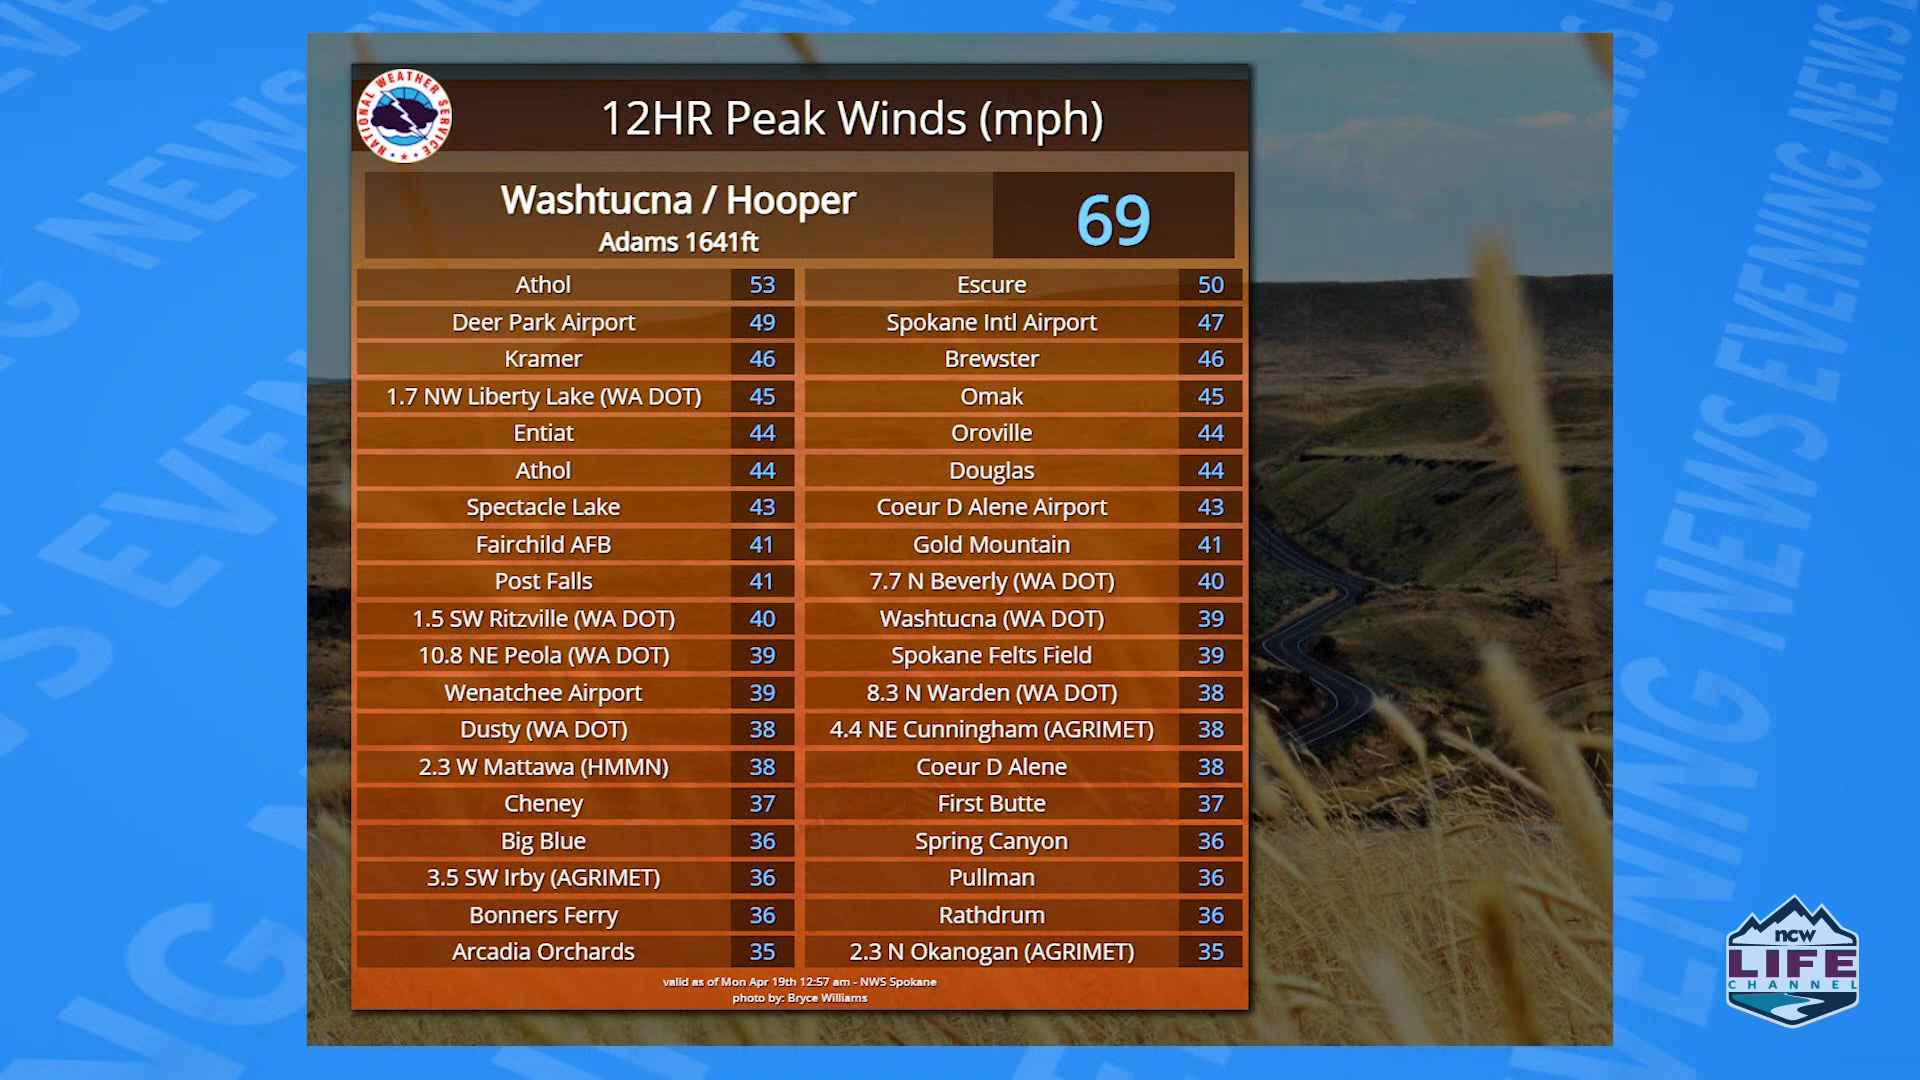 NATIONAL WEATHER SERVICE
12HR Peak Winds (mph)
Washtucna / Hooper 69
Adams 1641ft
Athol 53 Escure 50
Deer Park Airport 49 Spokane Intl Airport 47
Kramer 46 Brewster 46
1.7 NW Liberty Lake (WA DOT) 45 Omak 45
Entiat 44 Oroville 44
Athol 44 Douglas 44
Spectacle Lake 43 Coeur D Alene Airport 43
Fairchild AFB 41 Gold Mountain 41
Post Falls 41 7.7 N Beverly (WA DOT) 40
1.5 SW Ritzville (WA DOT) 40 Washtucna (WA DOT) 39
10.8 NE Peola (WA DOT) 39 Spokane Felts Field 39
Wenatchee Airport 39 8.3 N Warden (WA DOT) 38
Dusty (WA DOT) 38 4.4 NE Cunningham (AGRIMET) 38
2.3 W Mattawa (HMMN) 38 Coeur D Alene 38
Cheney 37 First Butte 37
Big Blue 36 Spring Canyon 36
3.5 SW Irby (AGRIMET) 36 Pullman 36
Bonners Ferry 36 Rathdrum 36
Arcadia Orchards 35 2.3 N Okanogan (AGRIMET) 35
valid as of Mon Apr 19th 12:57 am - NWS Spokane
photo by: Bryce Williams
EVENING NEWS EVENING NEWS
ncw
LIFE
CHANNEL